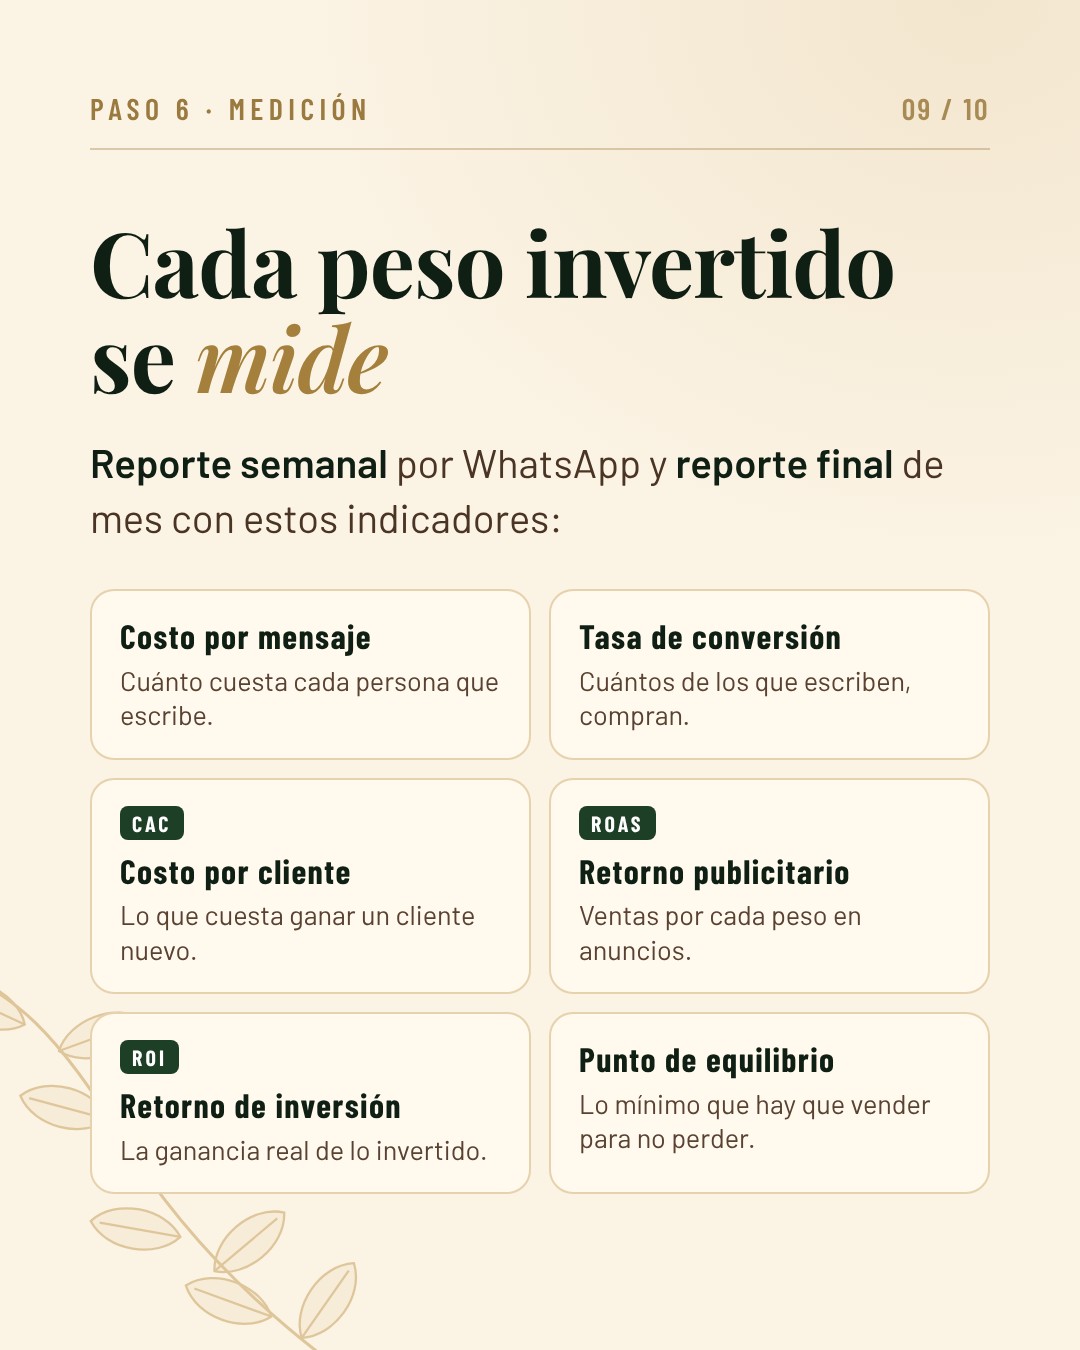 PASO 6 · MEDICIÓN
09 / 10
Cada peso invertido
se mide
Reporte semanal por WhatsApp y reporte final de
mes con estos indicadores:
Costo por mensaje
Cuánto cuesta cada persona que
escribe.
Tasa de conversión
Cuántos de los que escriben,
compran.
CAC
Costo por cliente
Lo que cuesta ganar un cliente
nuevo.
ROAS
Retorno publicitario
Ventas por cada peso en
anuncios.
ROI
Retorno de inversión
La ganancia real de lo invertido.
Punto de equilibrio
Lo mínimo que hay que vender
para no perder.